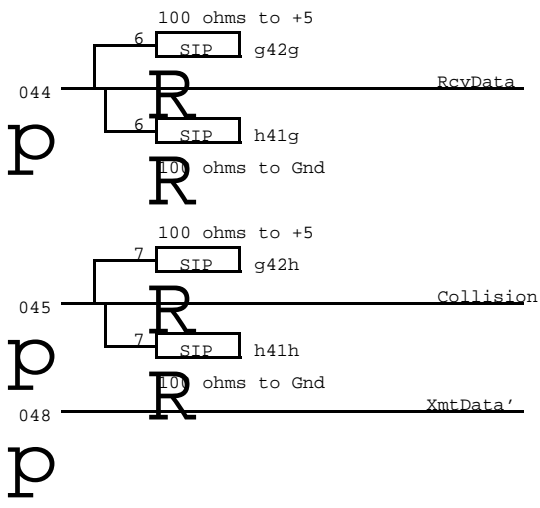 100 ohms to +5
6 SIP g42g
R
044 RcvData
p
6 SIP h41g
R
100 ohms to Gnd
100 ohms to +5
7 SIP g42h
R
045 Collision
p
7 SIP h41h
R
100 ohms to Gnd
048 XmtData'
p